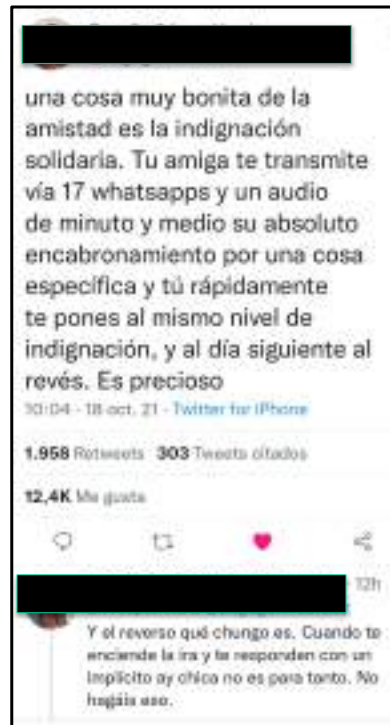 una cosa muy bonita de la
amistad es la indignación
solidaria. Tu amiga te transmite
vía 17 whatsapps y un audio
de minuto y medio su absoluto
encabronamiento por una cosa
específica y tú rápidamente
te pones al mismo nivel de
indignación, y al día siguiente al
revés. Es precioso
10:04 · 18 oct. 21 · Twitter for iPhone
1.958 Retweets 303 Tweets citados
12,4K Me gusta
· 12h
Y el reverso qué chungo es. Cuando te
enciende la ira y te responden con un
implícito ay chica no es para tanto. No
hagáis eso.